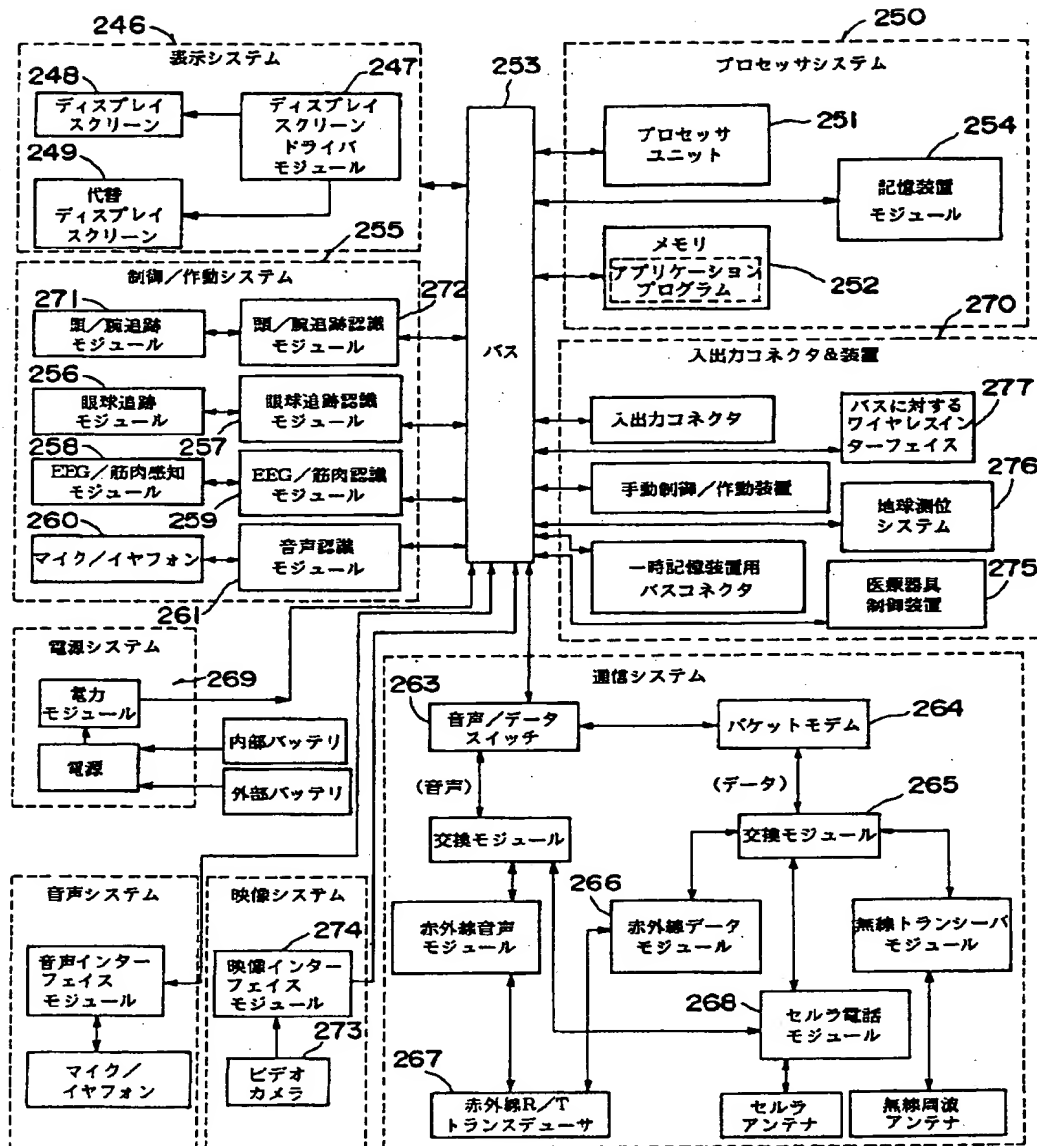 246
表示システム
248
247
ディスプレイ
スクリーン
ディスプレイ
スクリーン
ドライバ
モジュール
249
代替
ディスプレイ
スクリーン
253
バス
250
プロセッサシステム
251
プロセッサ
ユニット
254
記憶装置
モジュール
メモリ
アプリケーション
プログラム
252
255
制御/作動システム
271
頭/腕追跡
モジュール
272
頭/腕追跡認識
モジュール
256
眼球追跡
モジュール
眼球追跡認識
モジュール
257
258
EEG/筋肉感知
モジュール
EEG/筋肉認識
モジュール
259
260
マイク/イヤフォン
音声認識
モジュール
261
270
入出力コネクタ&装置
入出力コネクタ
277
バスに対する
ワイヤレスイン
ターフェイス
手動制御/作動装置
276
地球測位
システム
一時記憶装置用
バスコネクタ
275
医療器具
制御装置
電源システム
269
電力
モジュール
電源
内部バッテリ
外部バッテリ
通信システム
263
音声/データ
スイッチ
264
パケットモデム
(音声)
(データ)
265
交換モジュール
交換モジュール
赤外線音声
モジュール
266
赤外線データ
モジュール
無線トランシーバ
モジュール
268
セルラ電話
モジュール
267
赤外線R/T
トランスデューサ
セルラ
アンテナ
無線周波
アンテナ
音声システム
音声インター
フェイス
モジュール
マイク/
イヤフォン
映像システム
274
映像インター
フェイス
モジュール
273
ビデオ
カメラ